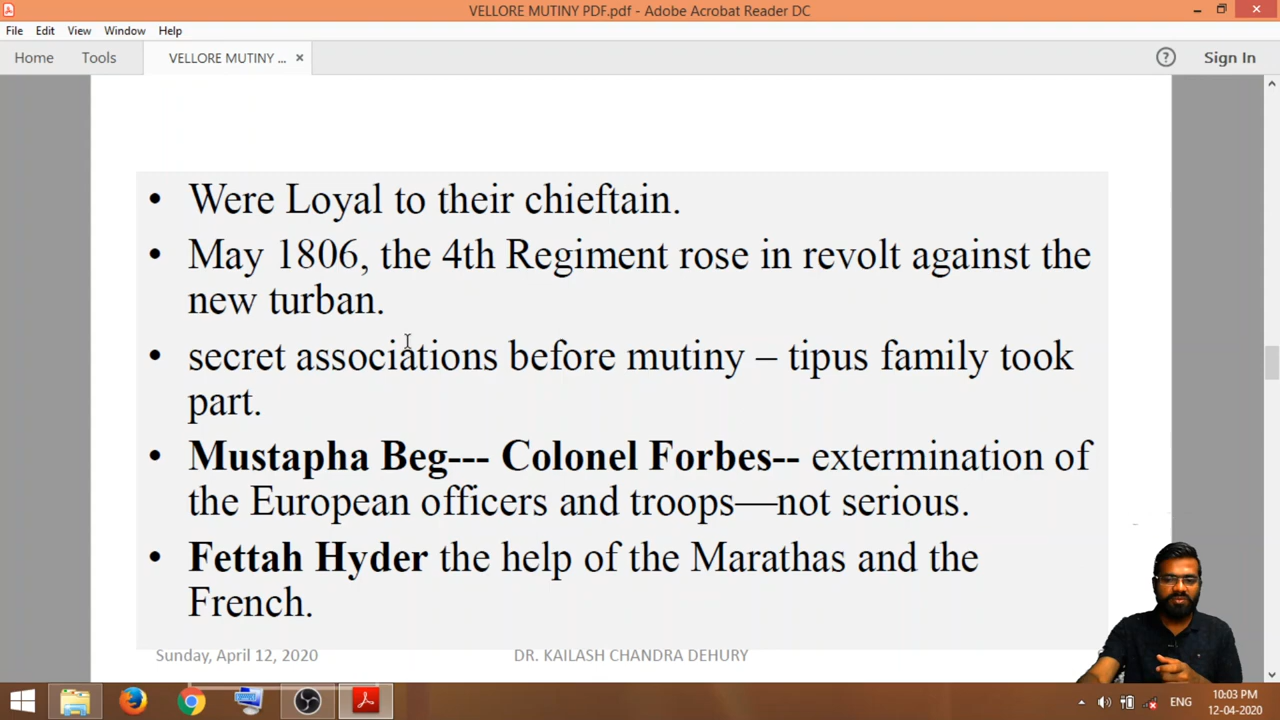 VELLORE MUTINY PDF.pdf - Adobe Acrobat Reader DC
File Edit View Window Help
Home Tools VELLORE MUTINY ... × ? Sign In
• Were Loyal to their chieftain.
• May 1806, the 4th Regiment rose in revolt against the
new turban.
• secret associations before mutiny – tipus family took
part.
• Mustapha Beg--- Colonel Forbes-- extermination of
the European officers and troops—not serious.
• Fettah Hyder the help of the Marathas and the
French.
Sunday, April 12, 2020 DR. KAILASH CHANDRA DEHURY
ENG 10:03 PM
12-04-2020